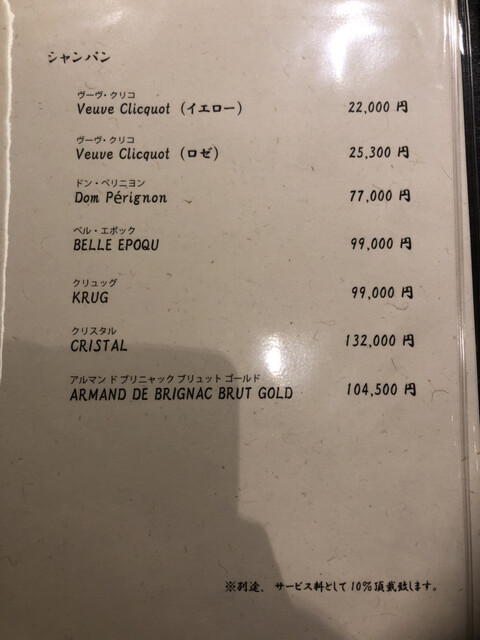 シャンパン
ヴーヴ・クリコ
Veuve Clicquot (イエロー) 22,000 円
ヴーヴ・クリコ
Veuve Clicquot (ロゼ) 25,300 円
ドン・ペリニヨン
Dom Pérignon 77,000 円
ベル・エポック
BELLE EPOQU 99,000 円
クリュッグ
KRUG 99,000 円
クリスタル
CRISTAL 132,000 円
アルマン ド ブリニャック ブリュット ゴールド
ARMAND DE BRIGNAC BRUT GOLD 104,500 円
※別途、サービス料として10%頂戴致します。